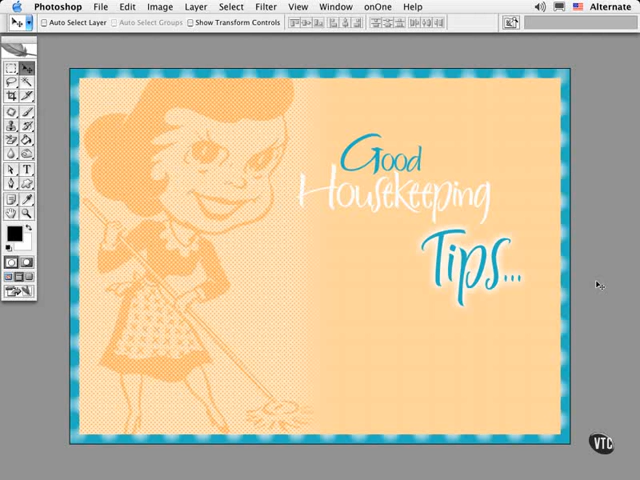 Photoshop File Edit Image Layer Select Filter View Window onOne Help Alternate
Auto Select Layer Auto Select Groups Show Transform Controls
Good
Housekeeping
Tips...
VTC